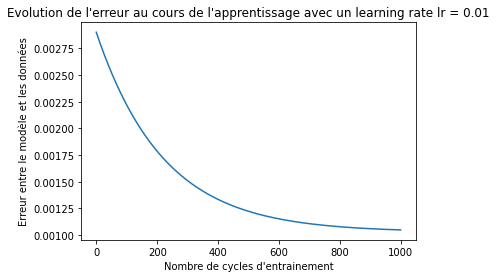 Evolution de l'erreur au cours de l'apprentissage avec un learning rate lr = 0.01
Erreur entre le modèle et les données
0.00275
0.00250
0.00225
0.00200
0.00175
0.00150
0.00125
0.00100
0 200 400 600 800 1000
Nombre de cycles d'entrainement